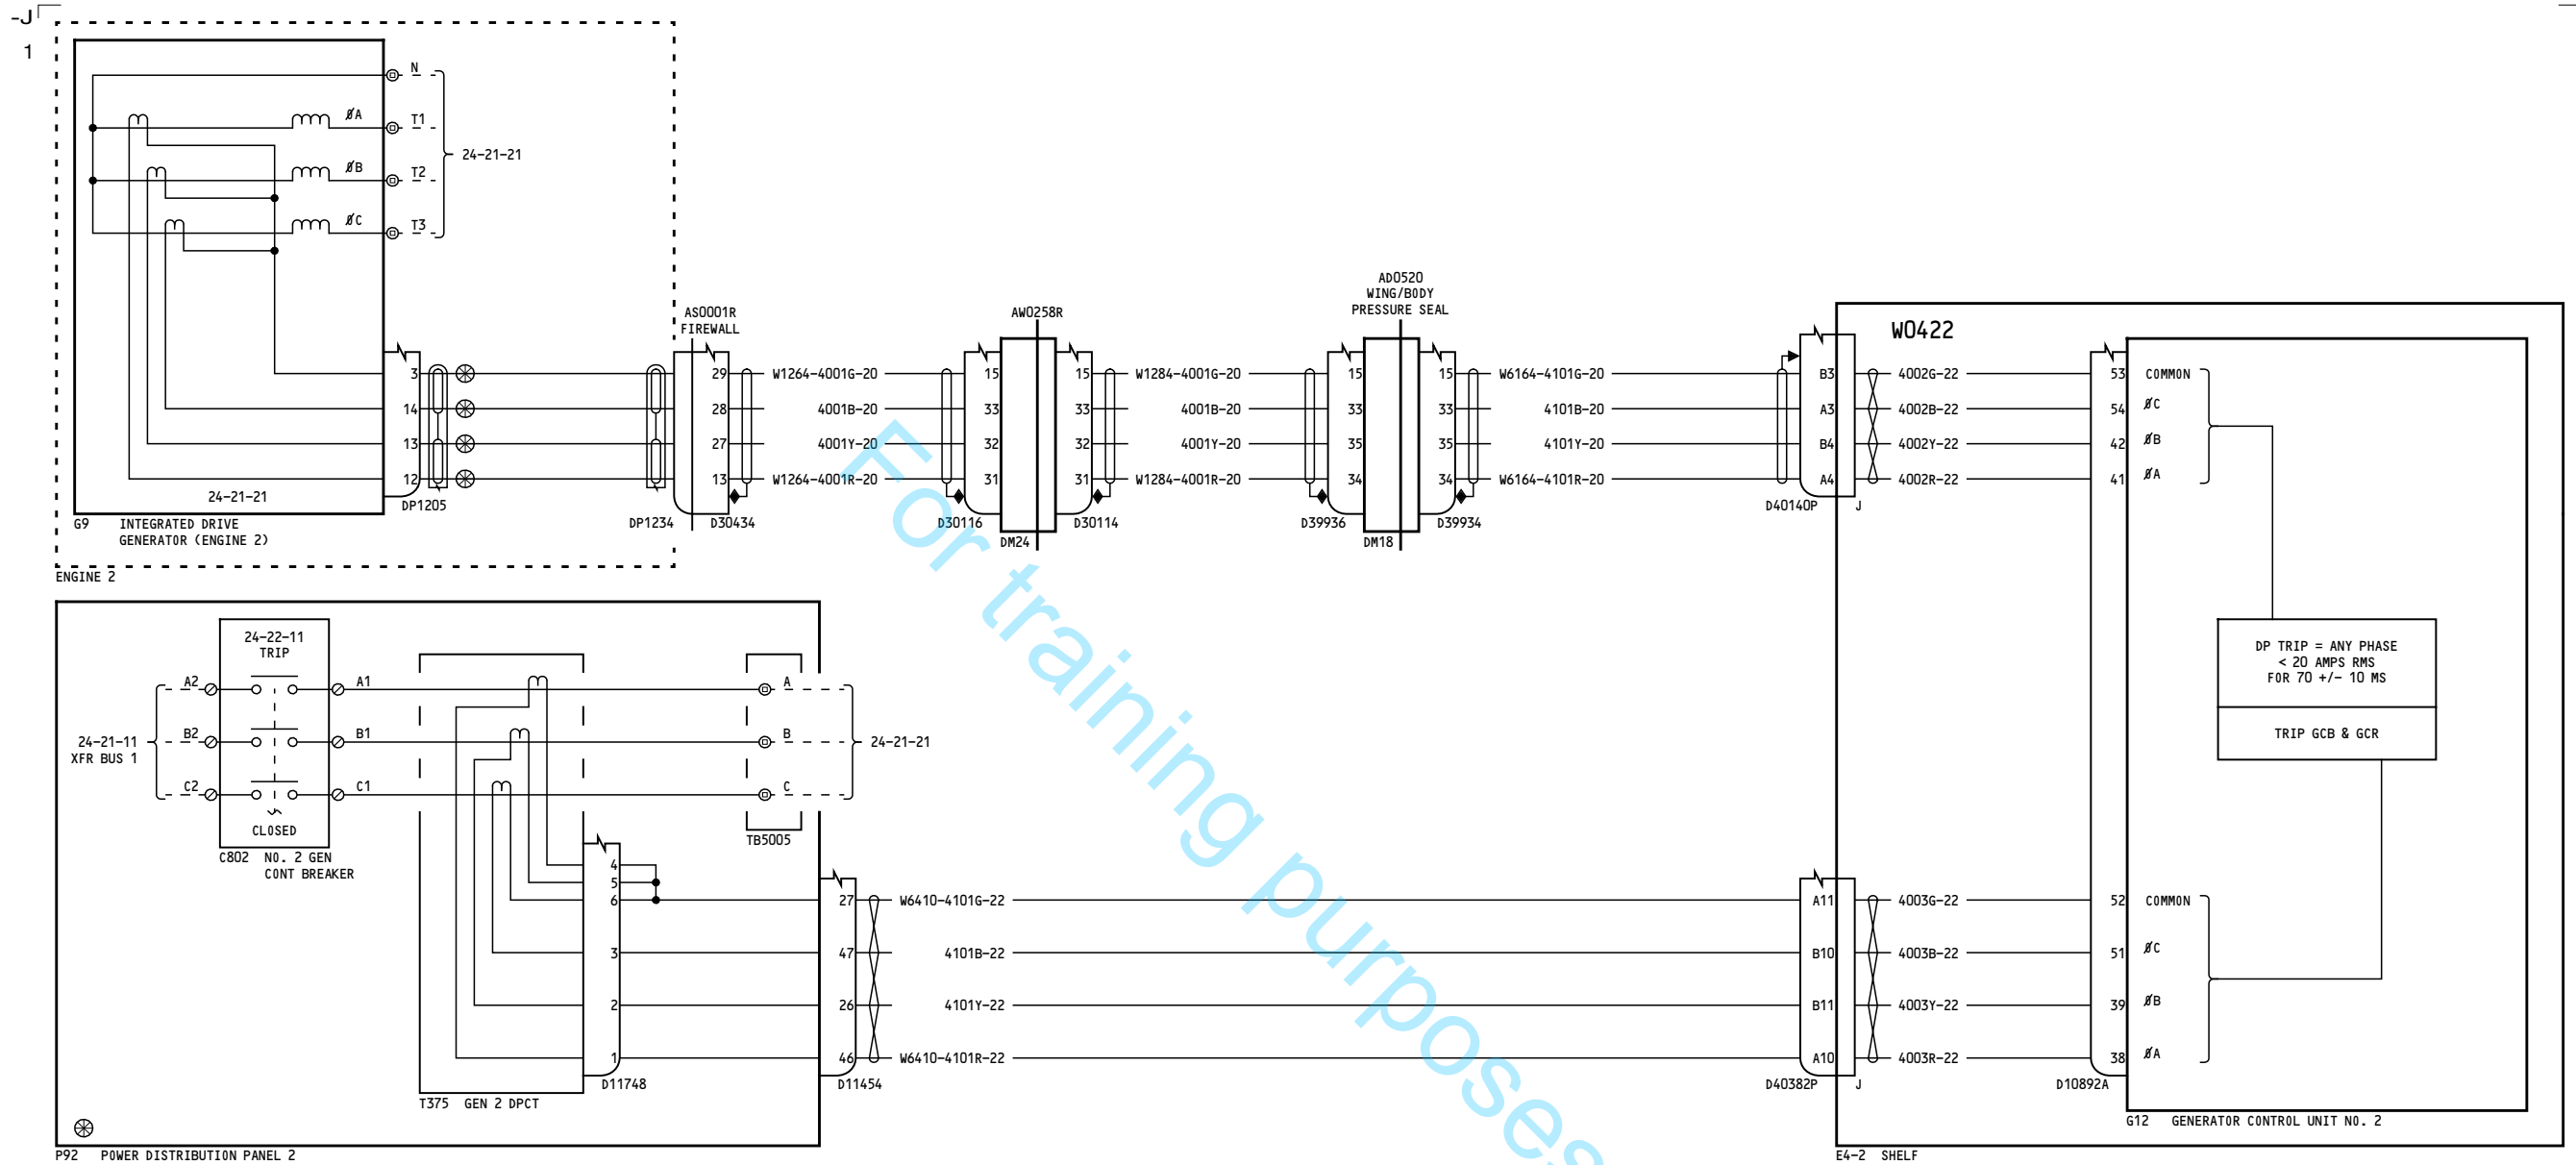 -J
1
N
ØA
T1
24-21-21
ØB
T2
ØC
T3
3
14
13
12
24-21-21
DP1205
G9 INTEGRATED DRIVE
GENERATOR (ENGINE 2)
ENGINE 2
AS0001R
FIREWALL
29
28
27
13
DP1234
D30434
W1264-4001G-20
4001B-20
4001Y-20
W1264-4001R-20
AW0258R
15
33
32
31
15
33
32
31
D30116
D30114
DM24
W1284-4001G-20
4001B-20
4001Y-20
W1284-4001R-20
AD0520
WING/BODY
PRESSURE SEAL
15
33
35
34
15
33
35
34
D39936
D39934
DM18
W6164-4101G-20
4101B-20
4101Y-20
W6164-4101R-20
B3
A3
B4
A4
D40140P
J
W0422
4002G-22
4002B-22
4002Y-22
4002R-22
53 COMMON
54 ØC
42 ØB
41 ØA
DP TRIP = ANY PHASE
< 20 AMPS RMS
FOR 70 +/- 10 MS
TRIP GCB & GCR
24-22-11
TRIP
A2
A1
B2
B1
C2
C1
24-21-11
XFR BUS 1
CLOSED
C802 NO. 2 GEN
CONT BREAKER
A
B
C
24-21-21
TB5005
4
5
6
3
2
1
D11748
T375 GEN 2 DPCT
27
47
26
46
D11454
W6410-4101G-22
4101B-22
4101Y-22
W6410-4101R-22
A11
B10
B11
A10
D40382P
J
4003G-22
4003B-22
4003Y-22
4003R-22
52 COMMON
51 ØC
39 ØB
38 ØA
D10892A
G12 GENERATOR CONTROL UNIT NO. 2
P92 POWER DISTRIBUTION PANEL 2
E4-2 SHELF
For training purposes